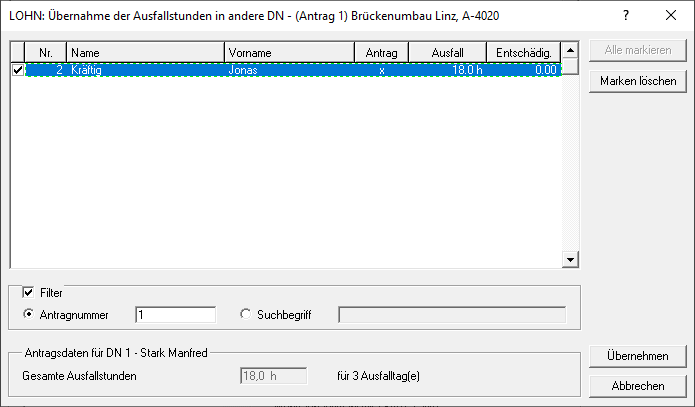 LOHN: Übernahme der Ausfallstunden in andere DN - (Antrag 1) Brückenumbau Linz, A-4020
Nr. Name Vorname Antrag Ausfall Entschädig.
2 Kräftig Jonas x 18.0 h 0.00
Alle markieren
Marken löschen
Filter
Antragnummer 1 Suchbegriff
Antragsdaten für DN 1 - Stark Manfred
Gesamte Ausfallstunden 18,0 h für 3 Ausfalltag(e)
Übernehmen
Abbrechen